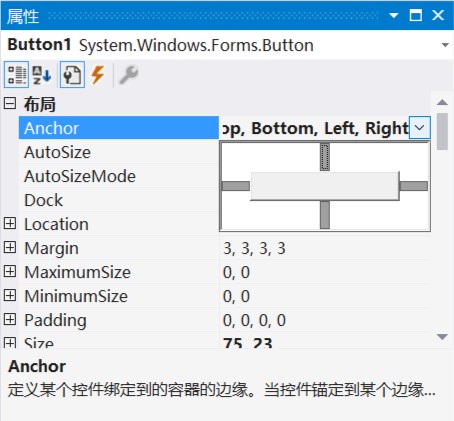 属性
Button1 System.Windows.Forms.Button
布局
Anchor op, Bottom, Left, Right
AutoSize
AutoSizeMode
Dock
Location
Margin 3, 3, 3, 3
MaximumSize 0, 0
MinimumSize 0, 0
Padding 0, 0, 0, 0
Size 75, 23
Anchor
定义某个控件绑定到的容器的边缘。当控件锚定到某个边缘...